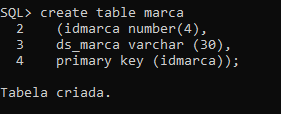 SQL> create table marca
2 (idmarca number(4),
3 ds_marca varchar (30),
4 primary key (idmarca));
Tabela criada.